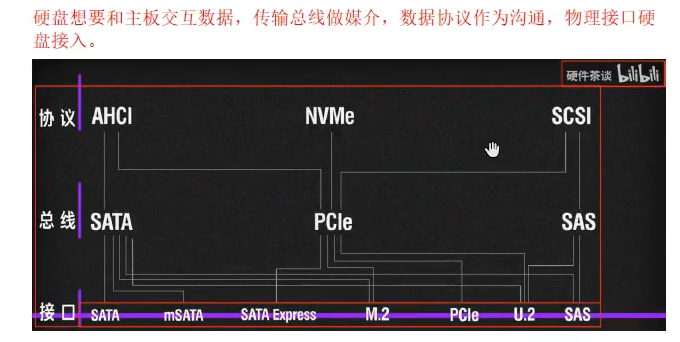 硬盘想要和主板交互数据，传输总线做媒介，数据协议作为沟通，物理接口硬
盘接入。
硬件茶谈 bilibili
协议 AHCI NVMe SCSI
总线 SATA PCIe SAS
接口 SATA mSATA SATA Express M.2 PCIe U.2 SAS